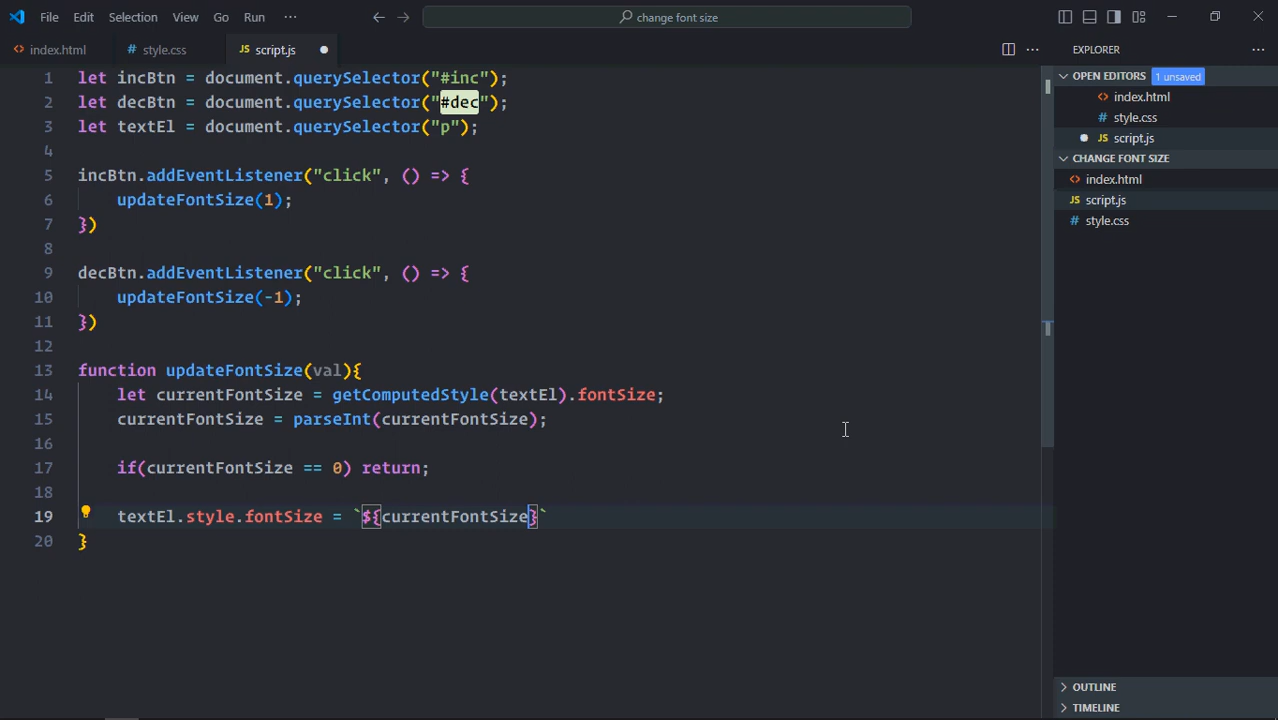 File Edit Selection View Go Run ··· change font size
index.html style.css JS script.js
EXPLORER
OPEN EDITORS 1 unsaved
index.html
# style.css
JS script.js
CHANGE FONT SIZE
index.html
JS script.js
# style.css
1 let incBtn = document.querySelector("#inc");
2 let decBtn = document.querySelector("#dec");
3 let textEl = document.querySelector("p");
4
5 incBtn.addEventListener("click", () => {
6 updateFontSize(1);
7 })
8
9 decBtn.addEventListener("click", () => {
10 updateFontSize(-1);
11 })
12
13 function updateFontSize(val){
14 let currentFontSize = getComputedStyle(textEl).fontSize;
15 currentFontSize = parseInt(currentFontSize);
16
17 if(currentFontSize == 0) return;
18
19 textEl.style.fontSize = `${currentFontSize}`
20 }
OUTLINE
TIMELINE